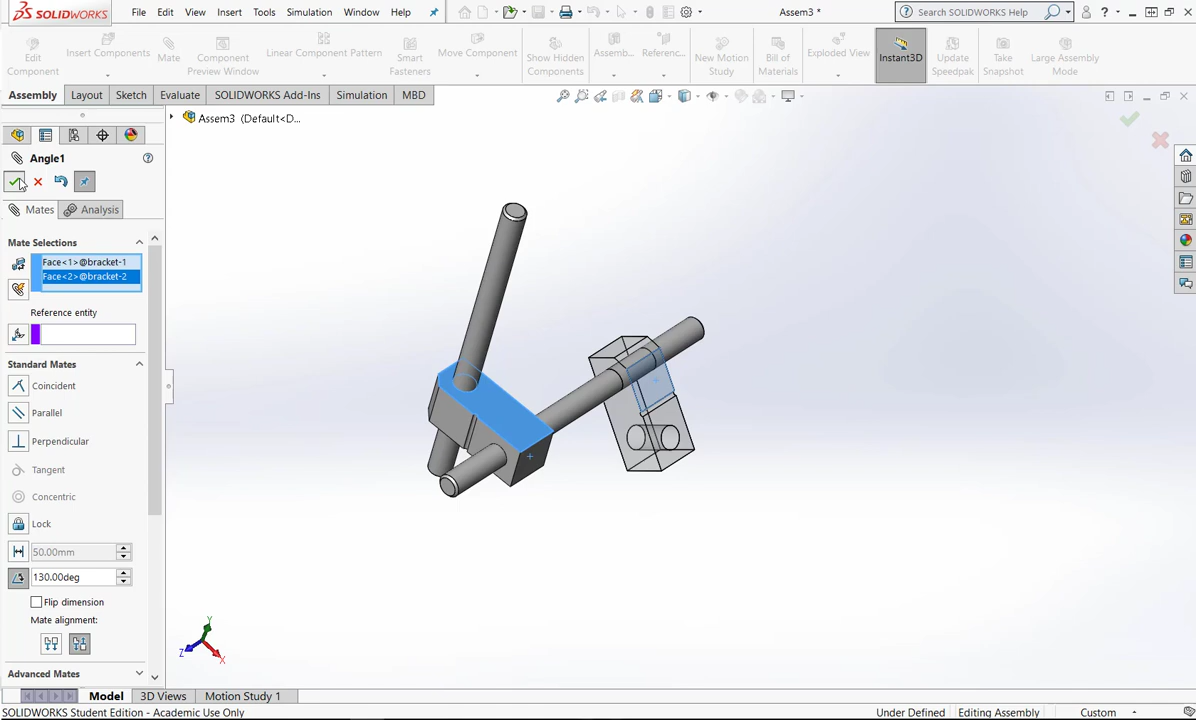 SOLIDWORKS File Edit View Insert Tools Simulation Window Help Assem3 * Search SOLIDWORKS Help
Edit Component Insert Components Mate Component Preview Window Linear Component Pattern Smart Fasteners Move Component Show Hidden Components Assemb... Referenc... New Motion Study Bill of Materials Exploded View Instant3D Update Speedpak Take Snapshot Large Assembly Mode
Assembly Layout Sketch Evaluate SOLIDWORKS Add-Ins Simulation MBD
Assem3 (Default<D...
Angle1
Mates Analysis
Mate Selections
Face<1>@bracket-1
Face<2>@bracket-2
Reference entity
Standard Mates
Coincident
Parallel
Perpendicular
Tangent
Concentric
Lock
50.00mm
130.00deg
Flip dimension
Mate alignment:
Advanced Mates
Y
Z
X
Model 3D Views Motion Study 1
SOLIDWORKS Student Edition - Academic Use Only Under Defined Editing Assembly Custom